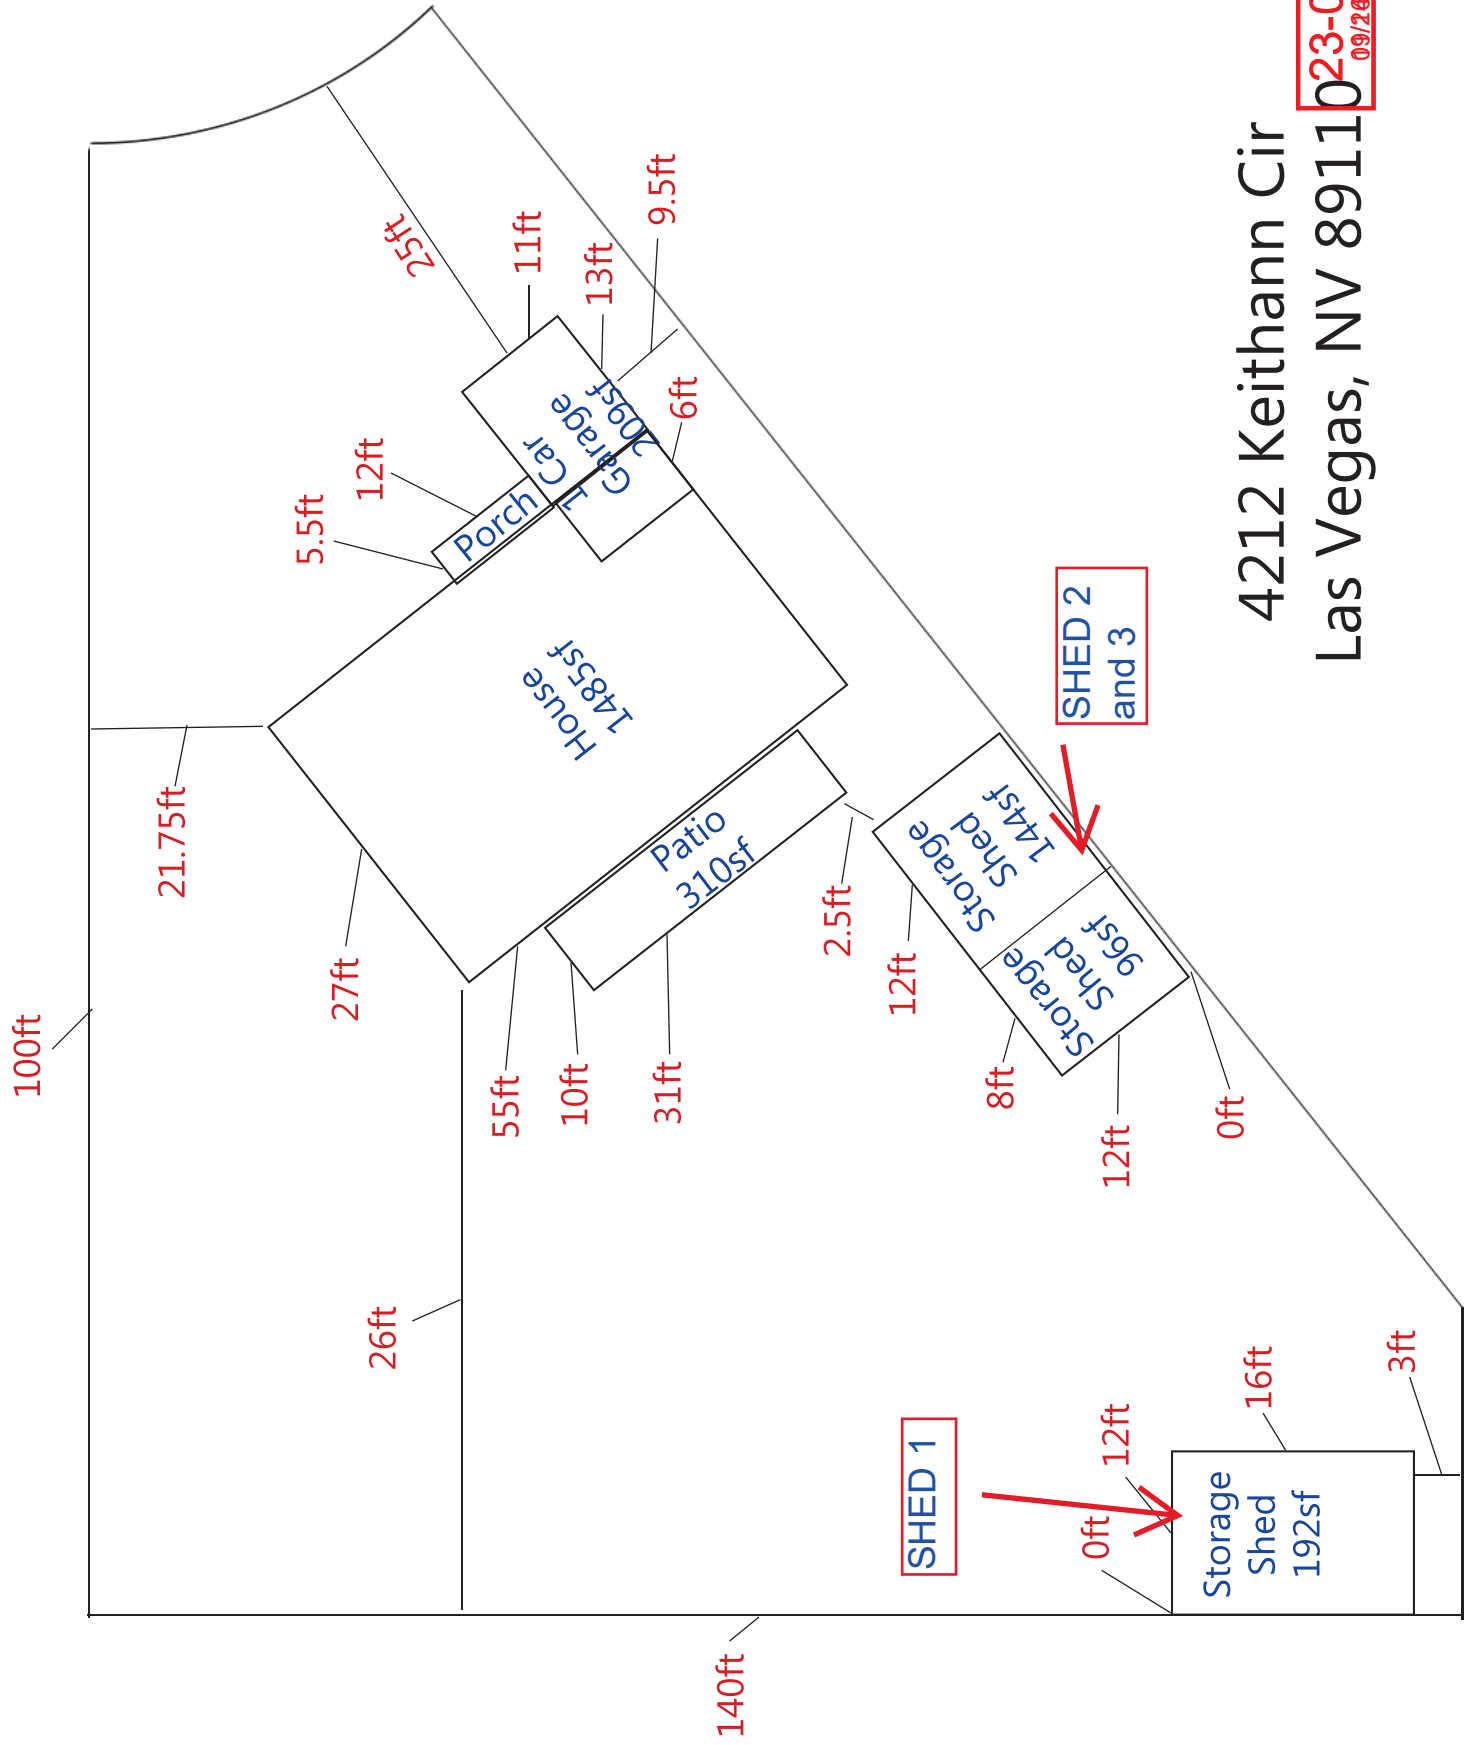 100ft
21.75ft
27ft
5.5ft
12ft
25ft
11ft
13ft
9.5ft
6ft
Porch
1 Car
Garage
209sf
House
1485sf
Patio
310sf
26ft
55ft
10ft
31ft
2.5ft
12ft
8ft
12ft
0ft
Storage
Shed
144sf
Storage
Shed
96sf
SHED 2
and 3
SHED 1
0ft
12ft
16ft
3ft
Storage
Shed
192sf
140ft
4212 Keithann Cir
Las Vegas, NV 89110